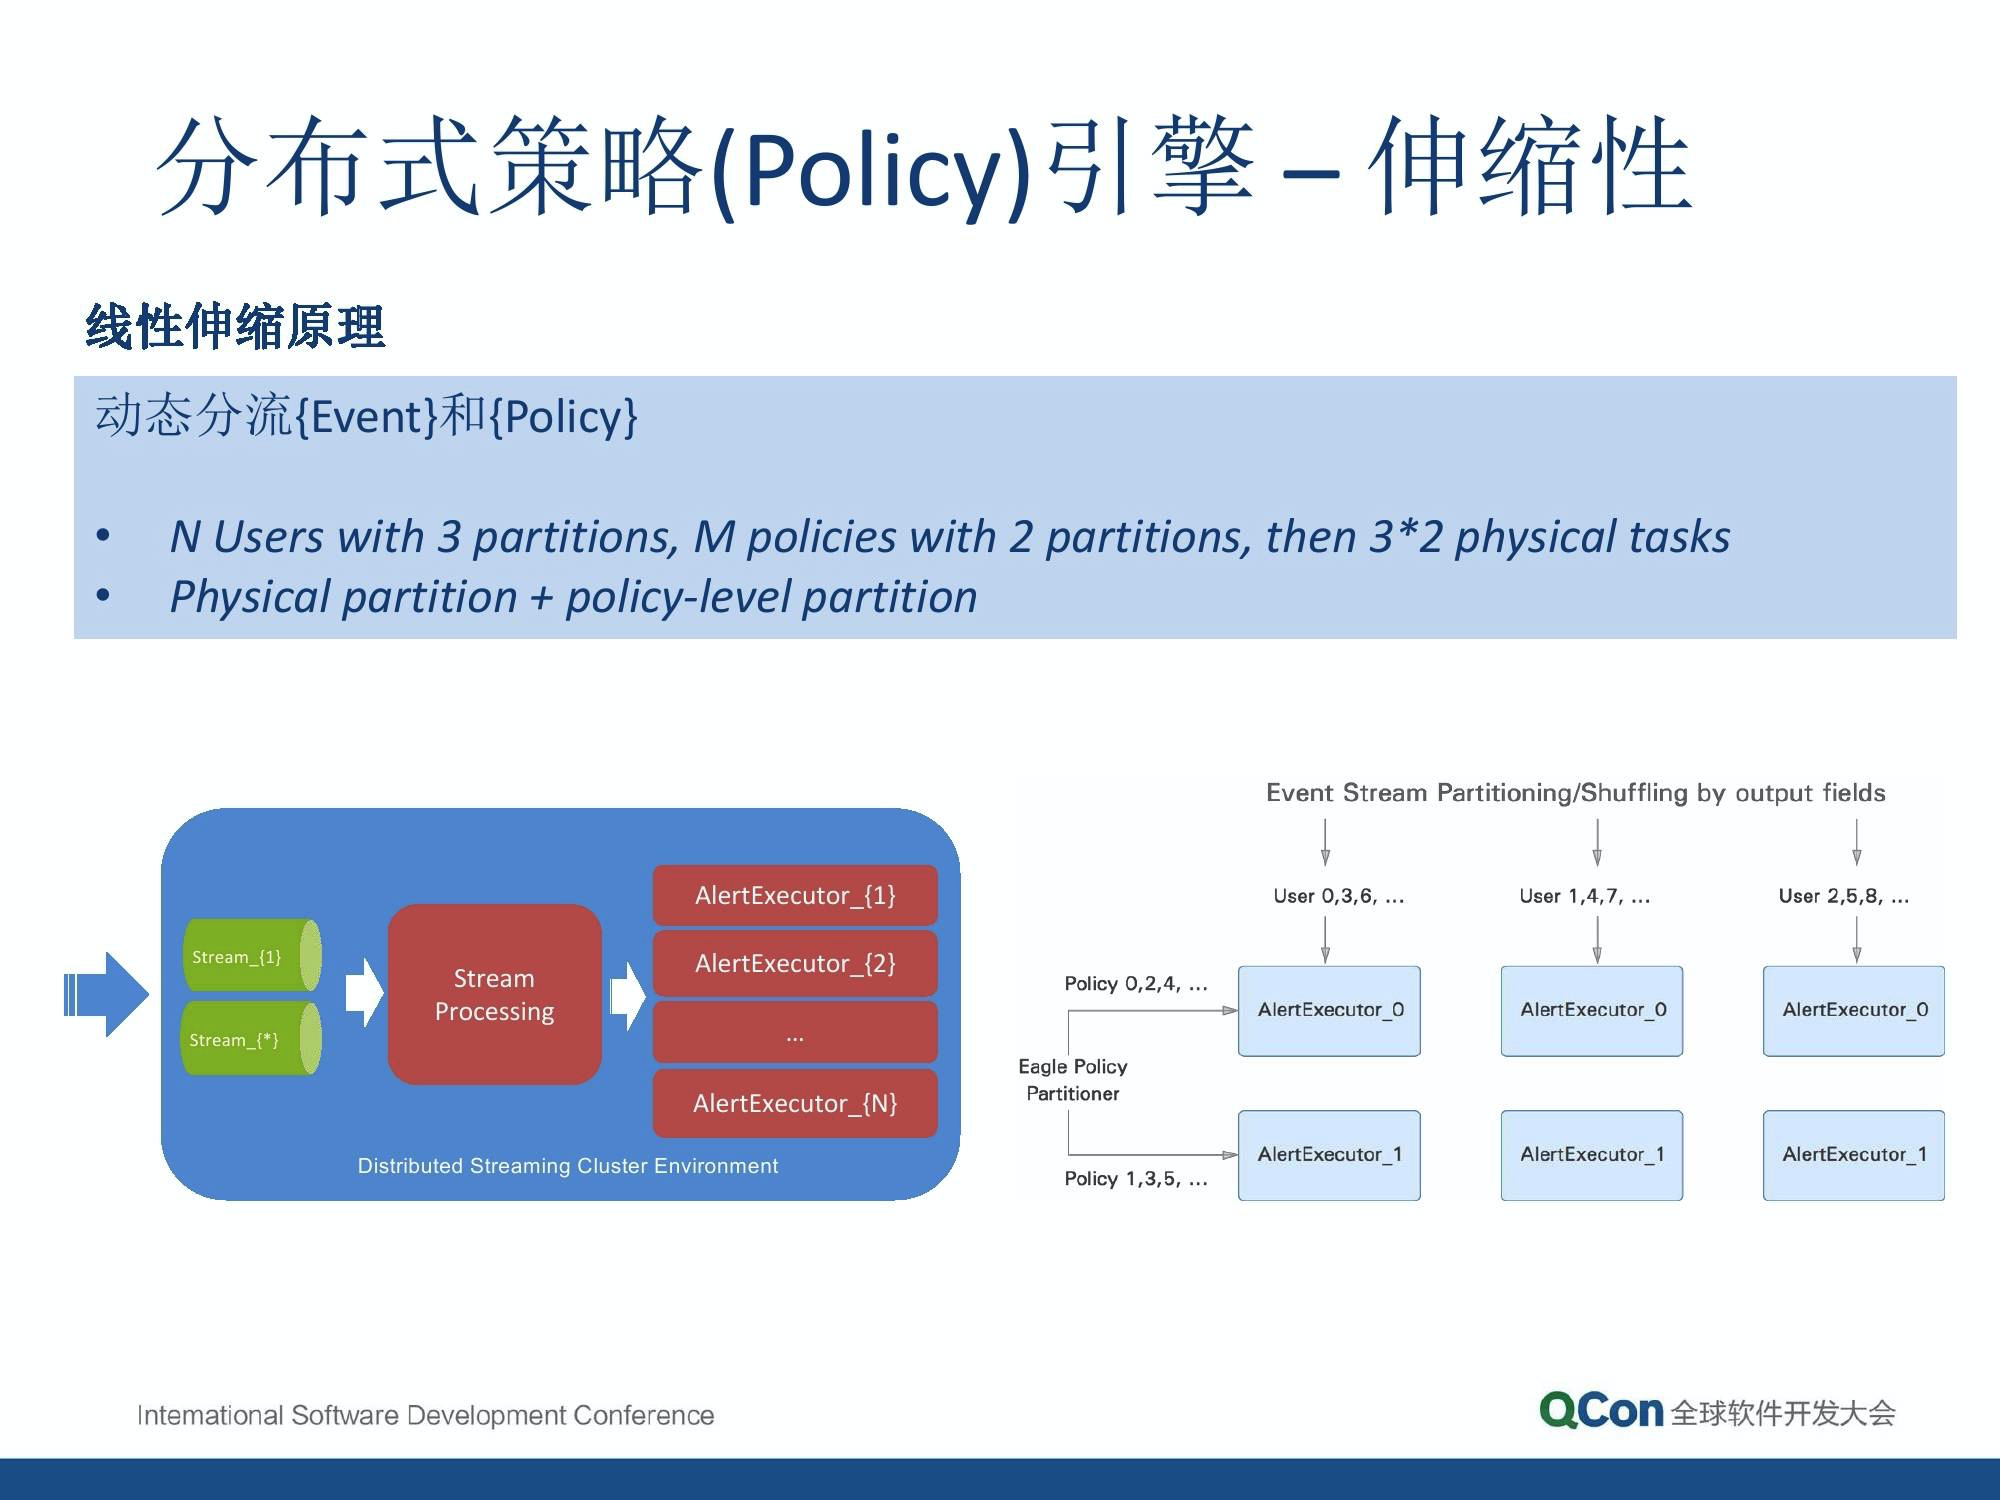 分布式策略(Policy)引擎 – 伸缩性
线性伸缩原理
动态分流{Event}和{Policy}
• N Users with 3 partitions, M policies with 2 partitions, then 3*2 physical tasks
• Physical partition + policy-level partition
Stream_{1}
Stream_{*}
Stream
Processing
AlertExecutor_{1}
AlertExecutor_{2}
...
AlertExecutor_{N}
Distributed Streaming Cluster Environment
Event Stream Partitioning/Shuffling by output fields
User 0,3,6, ...
User 1,4,7, ...
User 2,5,8, ...
Policy 0,2,4, ...
AlertExecutor_0
AlertExecutor_0
AlertExecutor_0
Eagle Policy
Partitioner
AlertExecutor_1
AlertExecutor_1
AlertExecutor_1
Policy 1,3,5, ...
International Software Development Conference
QCon 全球软件开发大会